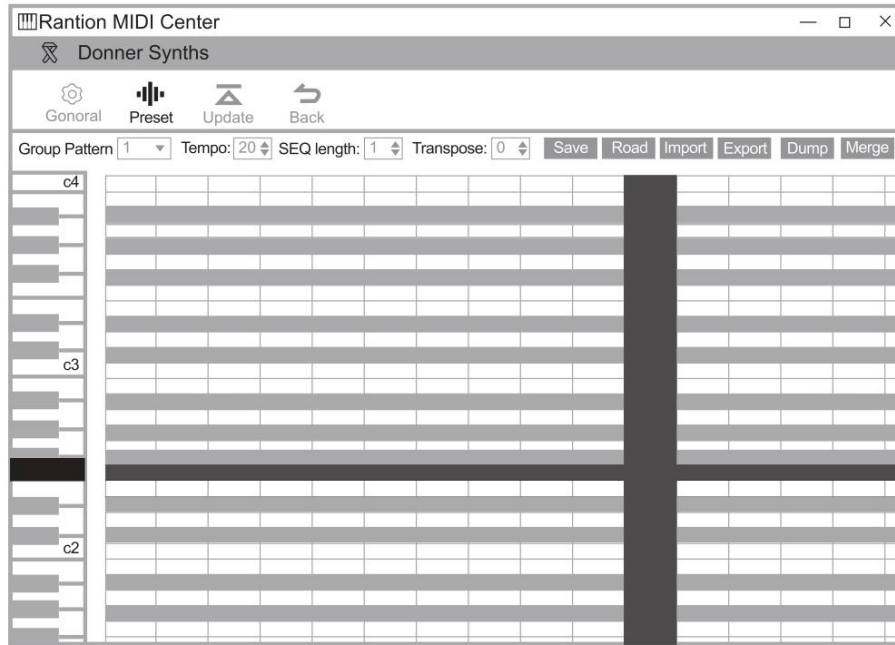 Rantion MIDI Center
Donner Synths
Gonoral Preset Update Back
Group Pattern 1 Tempo: 20 SEQ length: 1 Transpose: 0 Save Road Import Export Dump Merge
c4
c3
c2